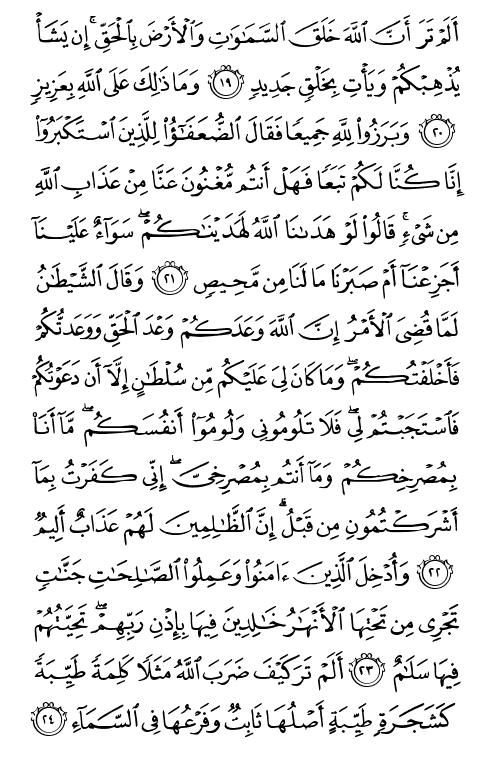 أَلَمْ تَرَ أَنَّ ٱللَّهَ خَلَقَ ٱلسَّمَٰوَٰتِ وَٱلْأَرْضَ بِٱلْحَقِّ ۚ إِن يَشَأْ
يُذْهِبْكُمْ وَيَأْتِ بِخَلْقٍ جَدِيدٍ ١٩ وَمَا ذَٰلِكَ عَلَى ٱللَّهِ بِعَزِيزٍ
٢٠ وَبَرَزُوا۟ لِلَّهِ جَمِيعًا فَقَالَ ٱلضُّعَفَٰٓؤُا۟ لِلَّذِينَ ٱسْتَكْبَرُوٓا۟
إِنَّا كُنَّا لَكُمْ تَبَعًا فَهَلْ أَنتُم مُّغْنُونَ عَنَّا مِنْ عَذَابِ ٱللَّهِ
مِن شَىْءٍ ۚ قَالُوا۟ لَوْ هَدَىٰنَا ٱللَّهُ لَهَدَيْنَٰكُمْ ۖ سَوَآءٌ عَلَيْنَآ
أَجَزِعْنَآ أَمْ صَبَرْنَا مَا لَنَا مِن مَّحِيصٍ ٢١ وَقَالَ ٱلشَّيْطَٰنُ
لَمَّا قُضِىَ ٱلْأَمْرُ إِنَّ ٱللَّهَ وَعَدَكُمْ وَعْدَ ٱلْحَقِّ وَوَعَدتُّكُمْ
فَأَخْلَفْتُكُمْ ۖ وَمَا كَانَ لِىَ عَلَيْكُم مِّن سُلْطَٰنٍ إِلَّآ أَن دَعَوْتُكُمْ
فَٱسْتَجَبْتُمْ لِى ۖ فَلَا تَلُومُونِى وَلُومُوٓا۟ أَنفُسَكُم ۖ مَّآ أَنَا۠
بِمُصْرِخِكُمْ وَمَآ أَنتُم بِمُصْرِخِىَّ ۖ إِنِّى كَفَرْتُ بِمَآ
أَشْرَكْتُمُونِ مِن قَبْلُ ۗ إِنَّ ٱلظَّٰلِمِينَ لَهُمْ عَذَابٌ أَلِيمٌ
٢٢ وَأُدْخِلَ ٱلَّذِينَ ءَامَنُوا۟ وَعَمِلُوا۟ ٱلصَّٰلِحَٰتِ جَنَّٰتٍ
تَجْرِى مِن تَحْتِهَا ٱلْأَنْهَٰرُ خَٰلِدِينَ فِيهَا بِإِذْنِ رَبِّهِمْ ۖ تَحِيَّتُهُمْ
فِيهَا سَلَٰمٌ ٢٣ أَلَمْ تَرَ كَيْفَ ضَرَبَ ٱللَّهُ مَثَلًا كَلِمَةً طَيِّبَةً
كَشَجَرَةٍ طَيِّبَةٍ أَصْلُهَا ثَابِتٌ وَفَرْعُهَا فِى ٱلسَّمَآءِ ٢٤